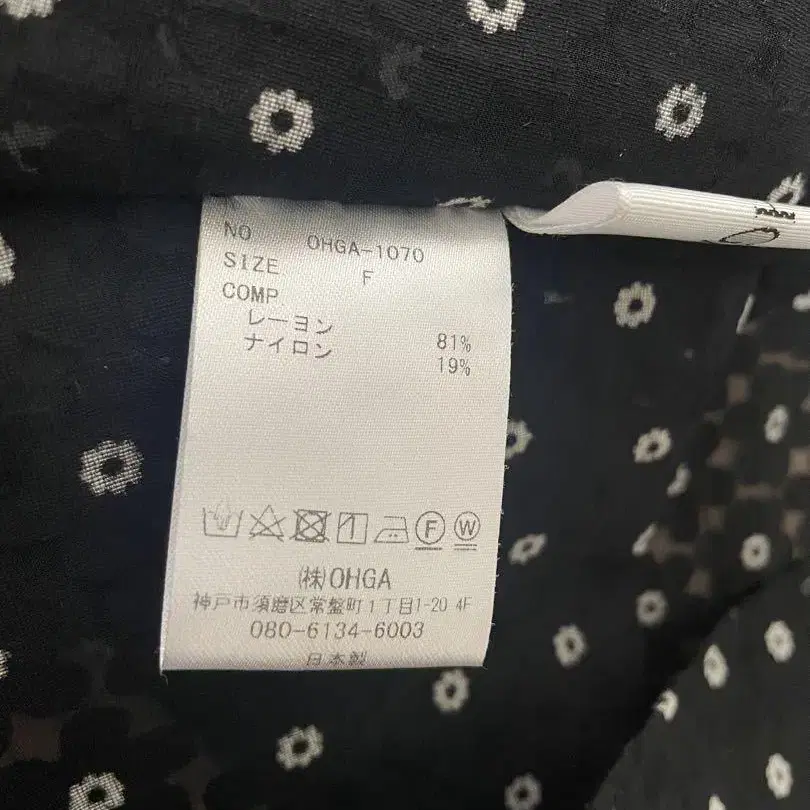 NO OHGA-1070
SIZE F
COMP
レーヨン 81%
ナイロン 19%
F W
㈱OHGA
神戸市須磨区常盤町1丁目1-20 4F
080-6134-6003
日本製